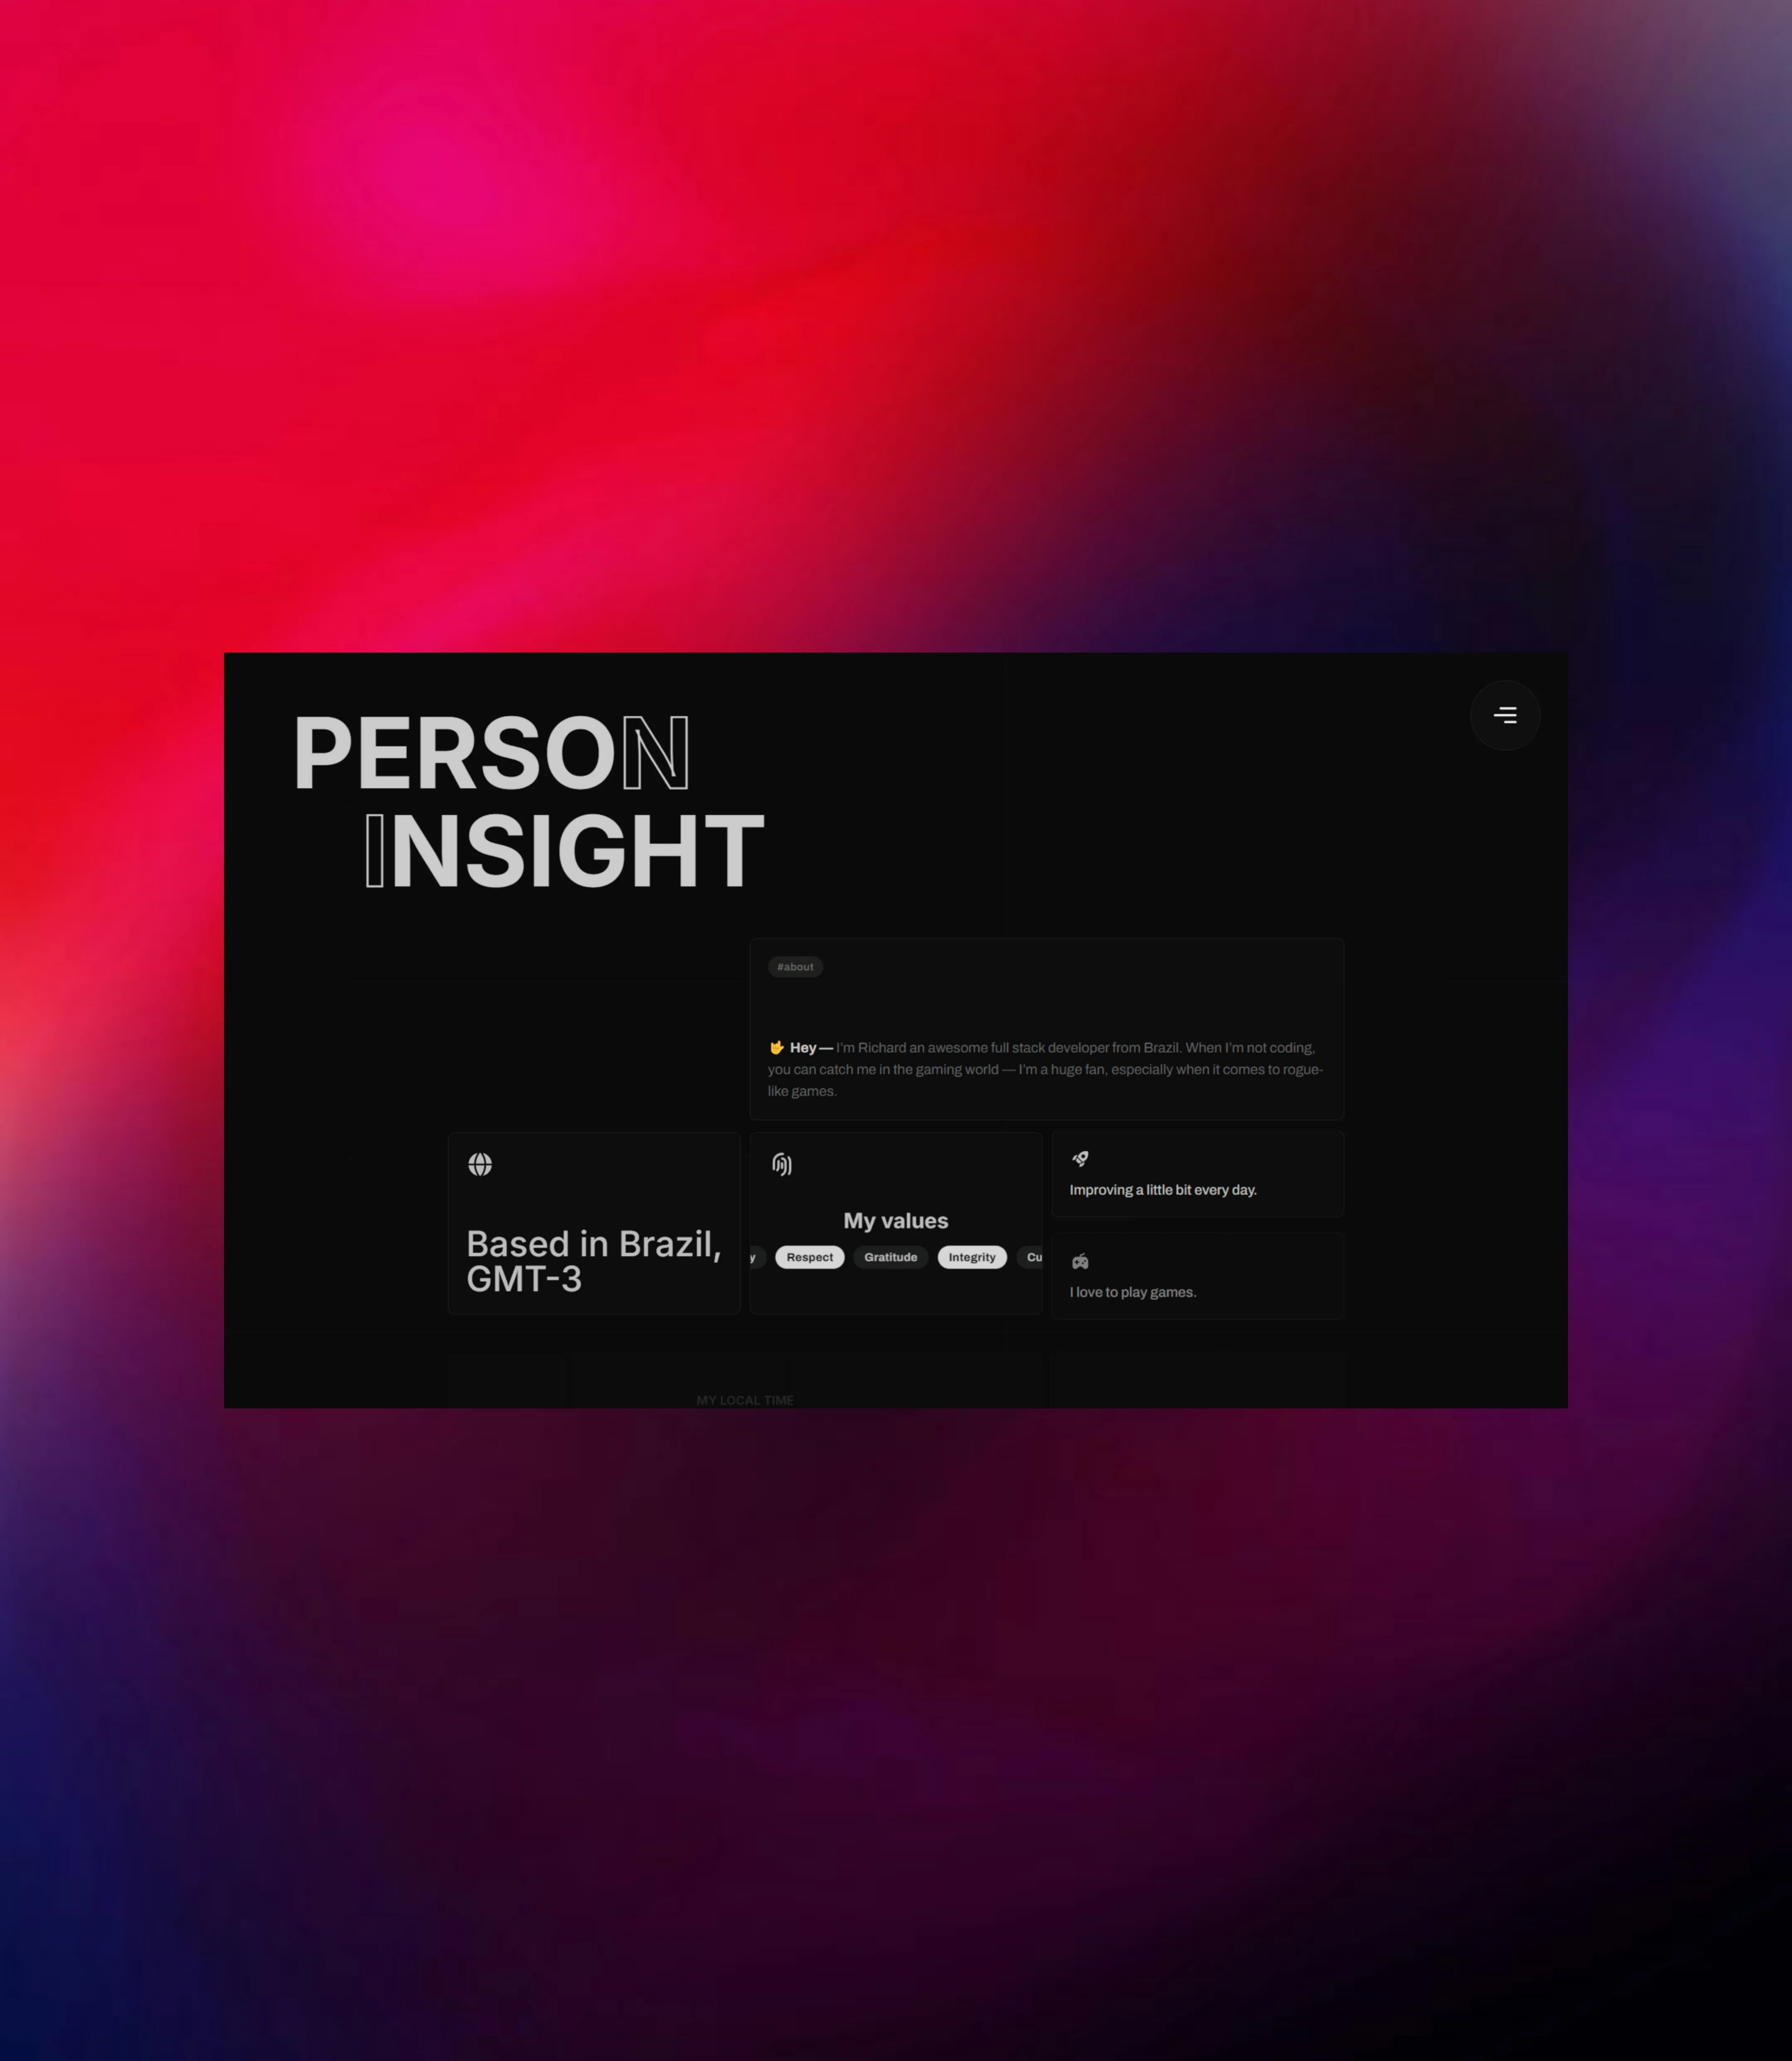 PERSON
INSIGHT
#about
🤟 Hey — I'm Richard an awesome full stack developer from Brazil. When I'm not coding,
you can catch me in the gaming world — I'm a huge fan, especially when it comes to rogue-
like games.
Based in Brazil,
GMT-3
My values
y Respect Gratitude Integrity Cu
Improving a little bit every day.
I love to play games.
MY LOCAL TIME